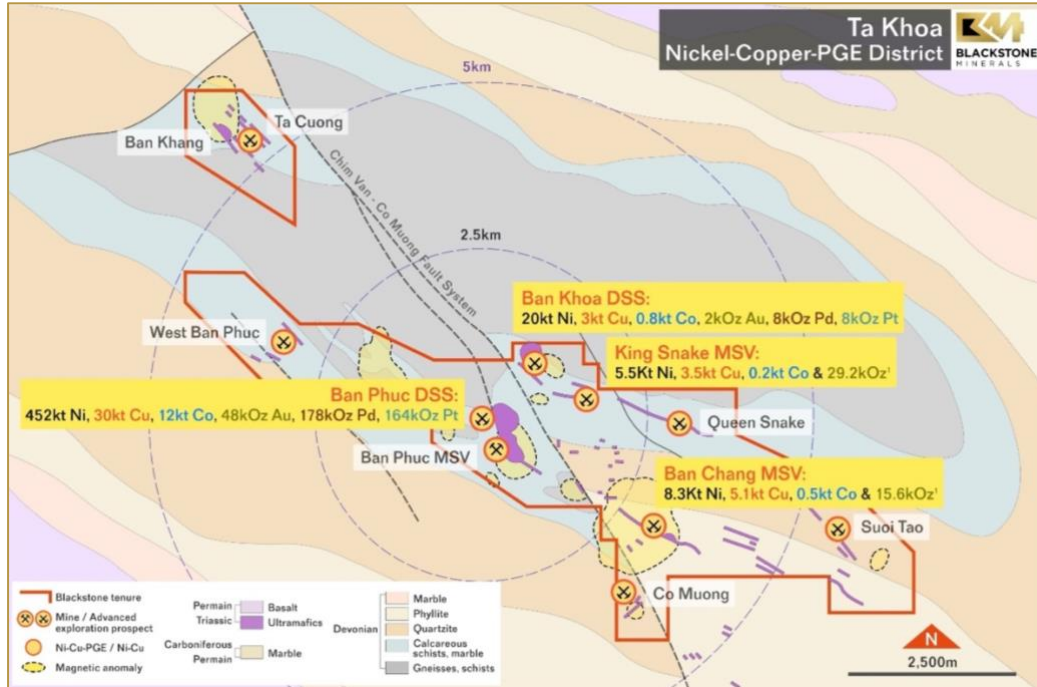 Ta Khoa
Nickel-Copper-PGE District
BLACKSTONE
MINERALS
5km
Ta Cuong
Ban Khang
Chim Van - Co Muong Fault System
2.5km
Ban Khoa DSS:
20kt Ni, 3kt Cu, 0.8kt Co, 2kOz Au, 8kOz Pd, 8kOz Pt
West Ban Phuc
King Snake MSV:
5.5Kt Ni, 3.5kt Cu, 0.2kt Co & 29.2kOz¹
Ban Phuc DSS:
452kt Ni, 30kt Cu, 12kt Co, 48kOz Au, 178kOz Pd, 164kOz Pt
Queen Snake
Ban Phuc MSV
Ban Chang MSV:
8.3Kt Ni, 5.1kt Cu, 0.5kt Co & 15.6kOz¹
Suoi Tao
Co Muong
Blackstone tenure
Mine / Advanced
exploration prospect
Ni-Cu-PGE / Ni-Cu
Magnetic anomaly
Permain
Triassic
Basalt
Ultramafics
Carboniferous
Permain
Marble
Devonian
Marble
Phyllite
Quartzite
Calcareous
schists, marble
Gneisses, schists
N
2,500m